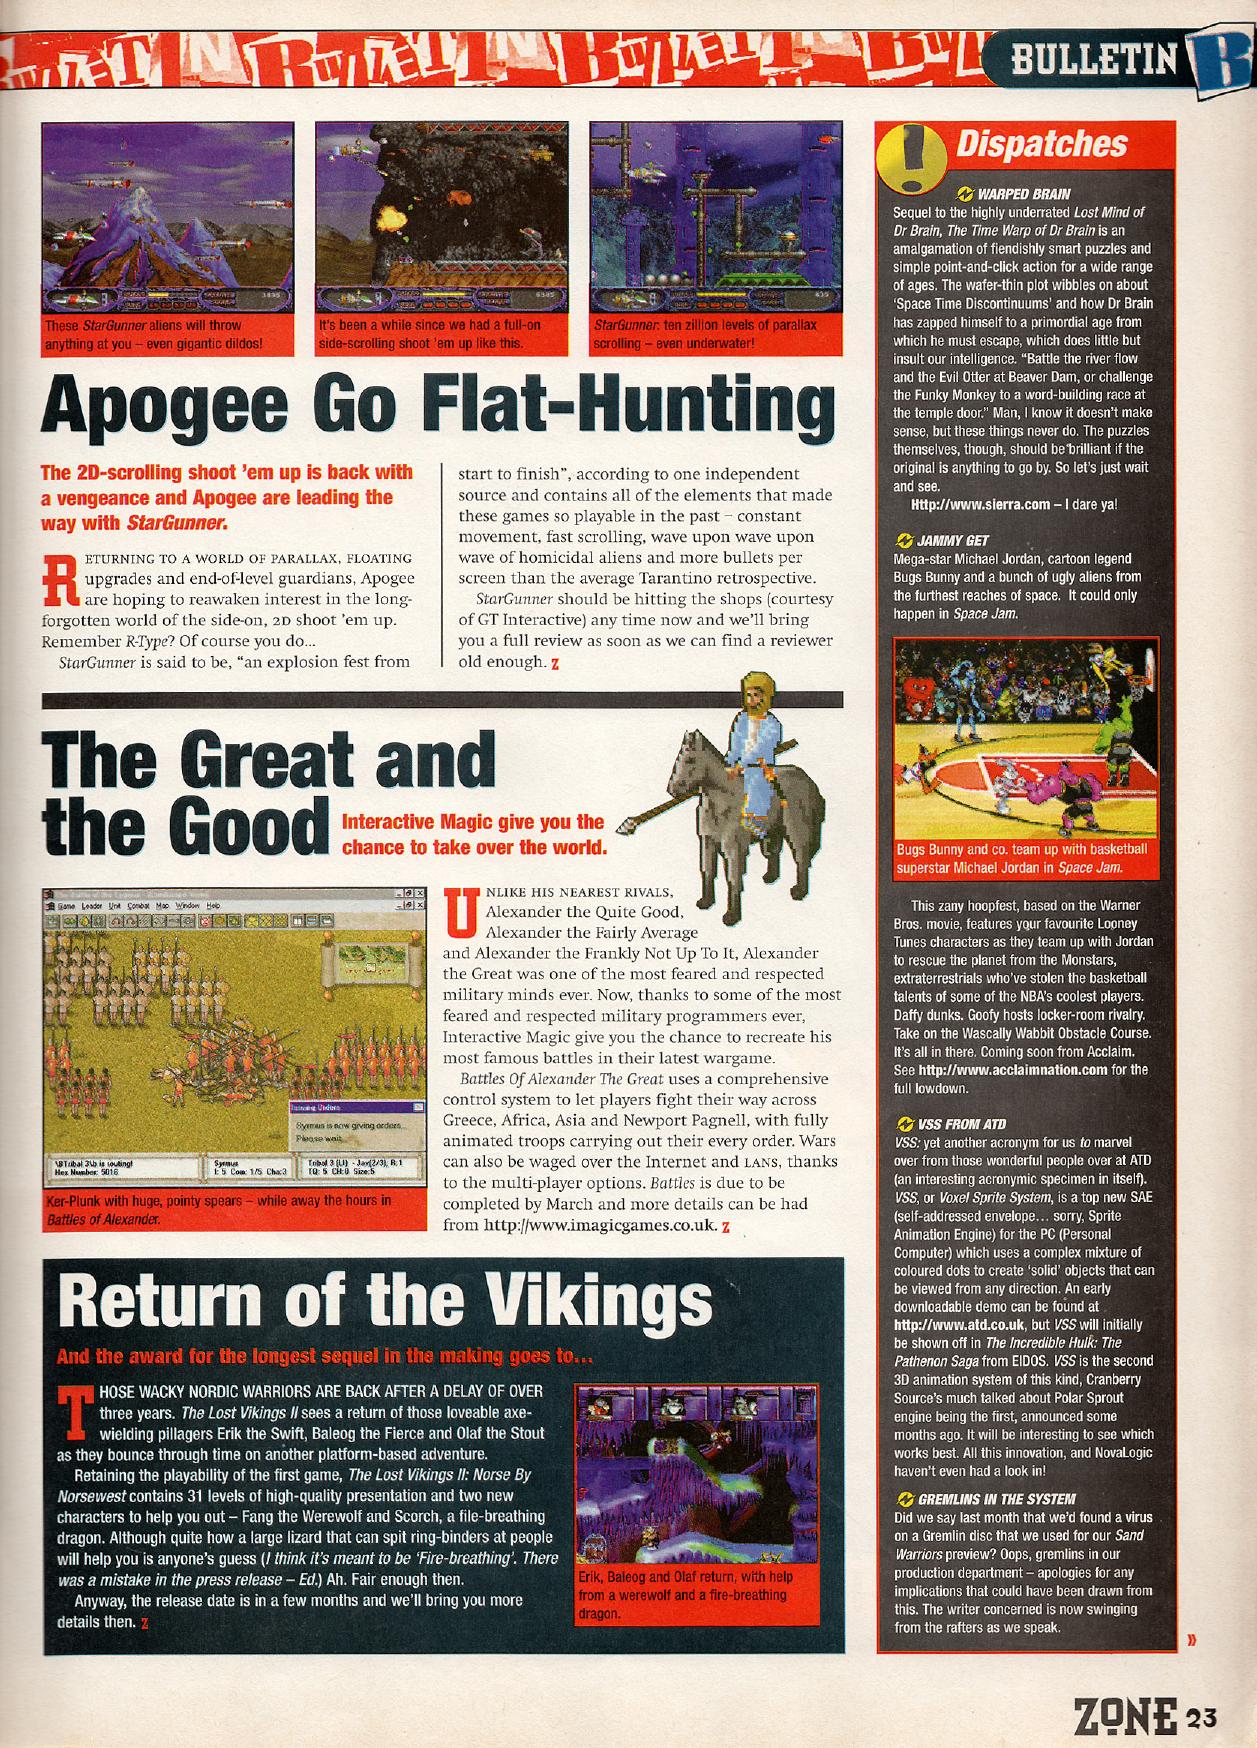 BULLETIN
These StarGunner aliens will throw
anything at you – even gigantic dildos!
It's been a while since we had a full-on
side-scrolling shoot 'em up like this.
StarGunner: ten zillion levels of parallax
scrolling – even underwater!
Apogee Go Flat-Hunting
The 2D-scrolling shoot 'em up is back with
a vengeance and Apogee are leading the
way with StarGunner.
RETURNING TO A WORLD OF PARALLAX, FLOATING
upgrades and end-of-level guardians, Apogee
are hoping to reawaken interest in the long-
forgotten world of the side-on, 2D shoot 'em up.
Remember R-Type? Of course you do...
StarGunner is said to be, "an explosion fest from
start to finish", according to one independent
source and contains all of the elements that made
these games so playable in the past – constant
movement, fast scrolling, wave upon wave upon
wave of homicidal aliens and more bullets per
screen than the average Tarantino retrospective.
StarGunner should be hitting the shops (courtesy
of GT Interactive) any time now and we'll bring
you a full review as soon as we can find a reviewer
old enough. Z
The Great and
the Good
Interactive Magic give you the
chance to take over the world.
Game Leader Unit Combat Map Window Help
Syrmus is now giving orders...
Please wait...
Hex Number: 5016
Syrmus
Ker-Plunk with huge, pointy spears – while away the hours in
Battles of Alexander.
UNLIKE HIS NEAREST RIVALS,
Alexander the Quite Good,
Alexander the Fairly Average
and Alexander the Frankly Not Up To It, Alexander
the Great was one of the most feared and respected
military minds ever. Now, thanks to some of the most
feared and respected military programmers ever,
Interactive Magic give you the chance to recreate his
most famous battles in their latest wargame.
Battles Of Alexander The Great uses a comprehensive
control system to let players fight their way across
Greece, Africa, Asia and Newport Pagnell, with fully
animated troops carrying out their every order. Wars
can also be waged over the Internet and LANs, thanks
to the multi-player options. Battles is due to be
completed by March and more details can be had
from http://www.imagicgames.co.uk. Z
Return of the Vikings
And the award for the longest sequel in the making goes to...
THOSE WACKY NORDIC WARRIORS ARE BACK AFTER A DELAY OF OVER
three years. The Lost Vikings II sees a return of those loveable axe-
wielding pillagers Erik the Swift, Baleog the Fierce and Olaf the Stout
as they bounce through time on another platform-based adventure.
Retaining the playability of the first game, The Lost Vikings II: Norse By
Norsewest contains 31 levels of high-quality presentation and two new
characters to help you out – Fang the Werewolf and Scorch, a file-breathing
dragon. Although quite how a large lizard that can spit ring-binders at people
will help you is anyone's guess (I think it's meant to be 'Fire-breathing'. There
was a mistake in the press release – Ed.) Ah. Fair enough then.
Anyway, the release date is in a few months and we'll bring you more
details then. Z
Erik, Baleog and Olaf return, with help
from a werewolf and a fire-breathing
dragon.
! Dispatches
WARPED BRAIN
Sequel to the highly underrated Lost Mind of
Dr Brain, The Time Warp of Dr Brain is an
amalgamation of fiendishly smart puzzles and
simple point-and-click action for a wide range
of ages. The wafer-thin plot wibbles on about
'Space Time Discontinuums' and how Dr Brain
has zapped himself to a primordial age from
which he must escape, which does little but
insult our intelligence. "Battle the river flow
and the Evil Otter at Beaver Dam, or challenge
the Funky Monkey to a word-building race at
the temple door." Man, I know it doesn't make
sense, but these things never do. The puzzles
themselves, though, should be brilliant if the
original is anything to go by. So let's just wait
and see.
Http://www.sierra.com – I dare ya!
JAMMY GET
Mega-star Michael Jordan, cartoon legend
Bugs Bunny and a bunch of ugly aliens from
the furthest reaches of space. It could only
happen in Space Jam.
Bugs Bunny and co. team up with basketball
superstar Michael Jordan in Space Jam.
This zany hoopfest, based on the Warner
Bros. movie, features your favourite Looney
Tunes characters as they team up with Jordan
to rescue the planet from the Monstars,
extraterrestrials who've stolen the basketball
talents of some of the NBA's coolest players.
Daffy dunks. Goofy hosts locker-room rivalry.
Take on the Wascally Wabbit Obstacle Course.
It's all in there. Coming soon from Acclaim.
See http://www.acclaimnation.com for the
full lowdown.
VSS FROM ATD
VSS: yet another acronym for us to marvel
over from those wonderful people over at ATD
(an interesting acronymic specimen in itself).
VSS, or Voxel Sprite System, is a top new SAE
(self-addressed envelope... sorry, Sprite
Animation Engine) for the PC (Personal
Computer) which uses a complex mixture of
coloured dots to create 'solid' objects that can
be viewed from any direction. An early
downloadable demo can be found at
http://www.atd.co.uk, but VSS will initially
be shown off in The Incredible Hulk: The
Pathenon Saga from EIDOS. VSS is the second
3D animation system of this kind, Cranberry
Source's much talked about Polar Sprout
engine being the first, announced some
months ago. It will be interesting to see which
works best. All this innovation, and NovaLogic
haven't even had a look in!
GREMLINS IN THE SYSTEM
Did we say last month that we'd found a virus
on a Gremlin disc that we used for our Sand
Warriors preview? Oops, gremlins in our
production department – apologies for any
implications that could have been drawn from
this. The writer concerned is now swinging
from the rafters as we speak.
»
ZONE 23